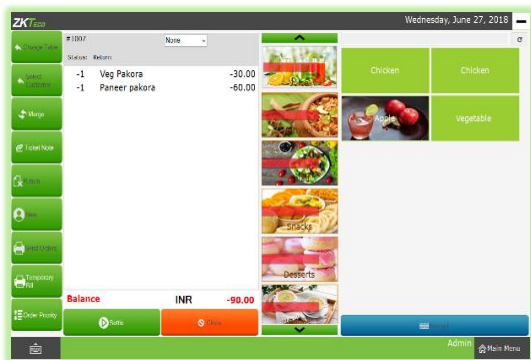 ZKTeco
Wednesday, June 27, 2018
Change Table
#1007
None
Status: Return
Select Customer
-1 Veg Pakora -30.00
-1 Paneer pakora -60.00
Chicken
Chicken
Merge
Apple
Vegetable
Ticket Note
Snacks
Desserts
Temporary Bill
Balance INR -90.00
Order Priority
Settle
Close
Admin
Main Menu